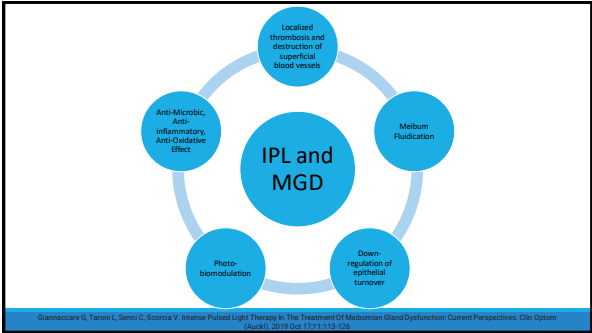 Localized
thrombosis and
destruction of
superficial
blood vessels
Meibum
Fluidication
Down-
regulation of
epithelial
turnover
Photo-
biomodulation
Anti-Microbic,
Anti-
inflammatory,
Anti-Oxidative
Effect
IPL and
MGD
Giannaccare G, Taroni L, Senni C, Scorcia V. Intense Pulsed Light Therapy In The Treatment Of Meibomian Gland Dysfunction: Current Perspectives. Clin Optom
(Auckl). 2019 Oct 17;11:113-126